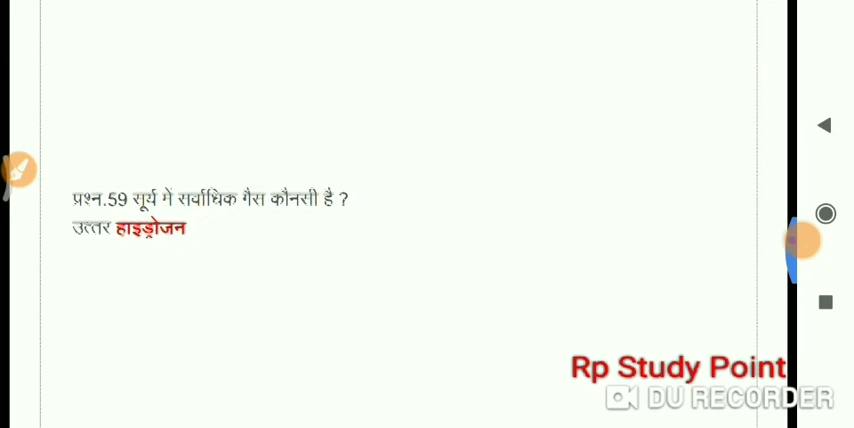 प्रश्न.59 सूर्य में सर्वाधिक गैस कौनसी है ?
उत्तर हाइड्रोजन
Rp Study Point
DU RECORDER